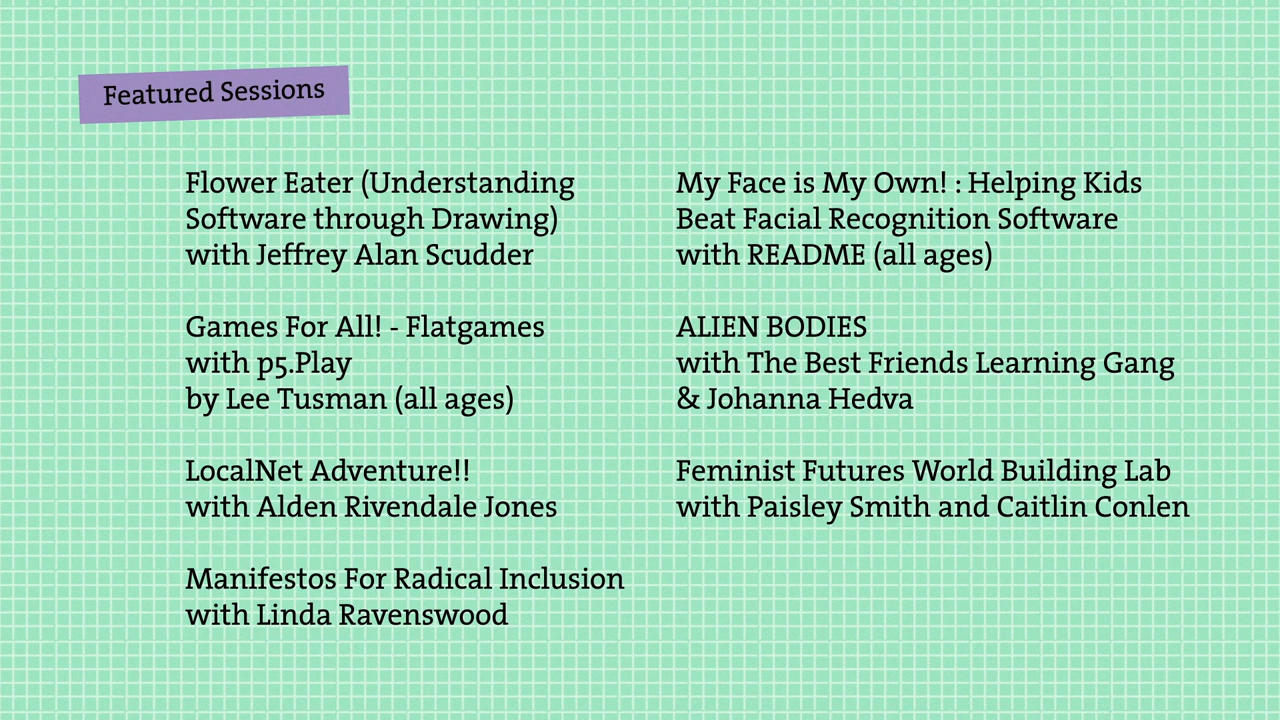 Featured Sessions
Flower Eater (Understanding
Software through Drawing)
with Jeffrey Alan Scudder
Games For All! - Flatgames
with p5.Play
by Lee Tusman (all ages)
LocalNet Adventure!!
with Alden Rivendale Jones
Manifestos For Radical Inclusion
with Linda Ravenswood
My Face is My Own! : Helping Kids
Beat Facial Recognition Software
with README (all ages)
ALIEN BODIES
with The Best Friends Learning Gang
& Johanna Hedva
Feminist Futures World Building Lab
with Paisley Smith and Caitlin Conlen